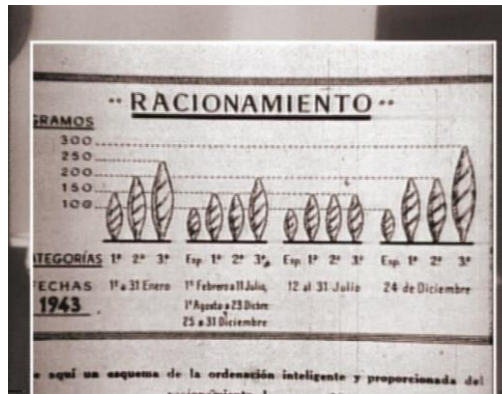 RACIONAMIENTO
GRAMOS
300
250
200
150
100
CATEGORÍAS 1ª 2ª 3ª Esp. 1ª 2ª 3ª Esp. 1ª 2ª 3ª Esp. 1ª 2ª 3ª
FECHAS 1º a 31 Enero 1º Febrero a 11 Julio, 12 al 31 Julio 24 de Diciembre
1943 1º Agosto a 23 Dicbre
25 a 31 Diciembre
e aquí un esquema de la ordenación inteligente y proporcionada del